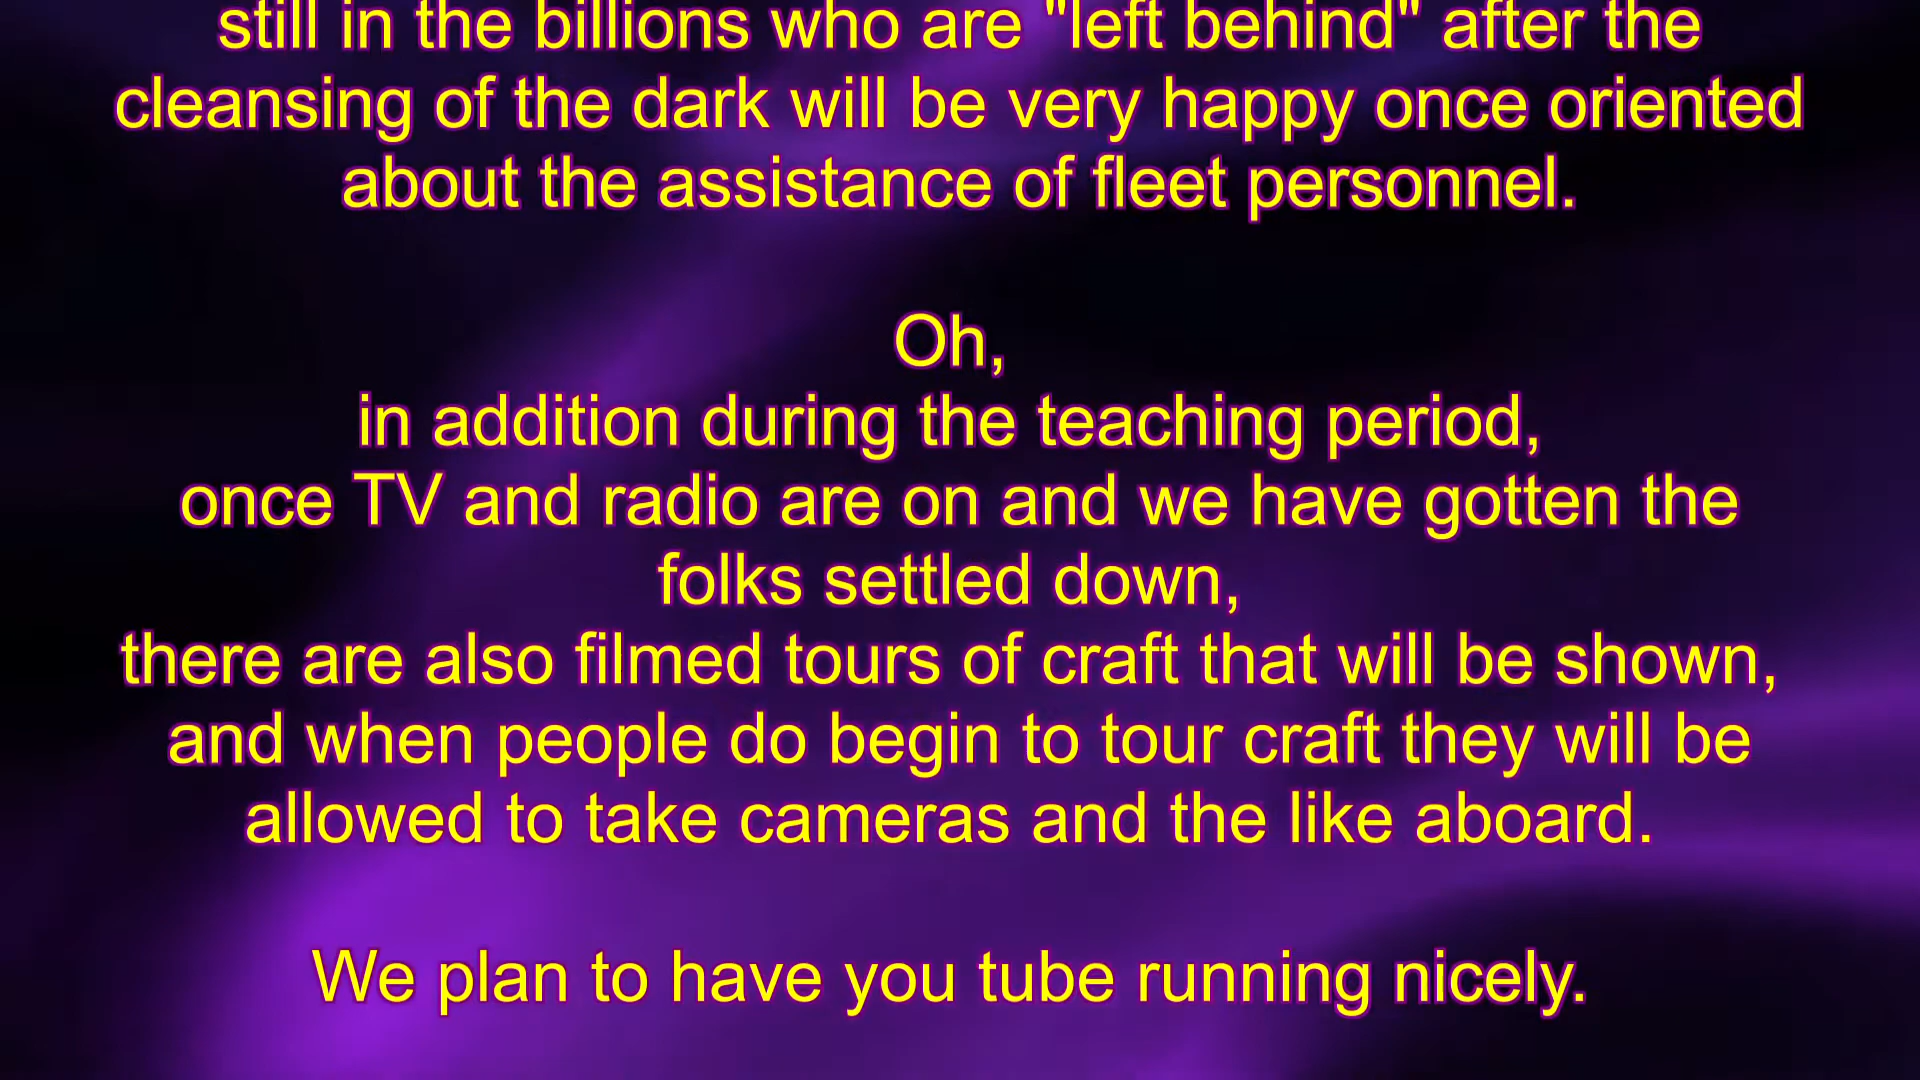 still in the billions who are "left behind" after the
cleansing of the dark will be very happy once oriented
about the assistance of fleet personnel.
Oh,
in addition during the teaching period,
once TV and radio are on and we have gotten the
folks settled down,
there are also filmed tours of craft that will be shown,
and when people do begin to tour craft they will be
allowed to take cameras and the like aboard.
We plan to have you tube running nicely.